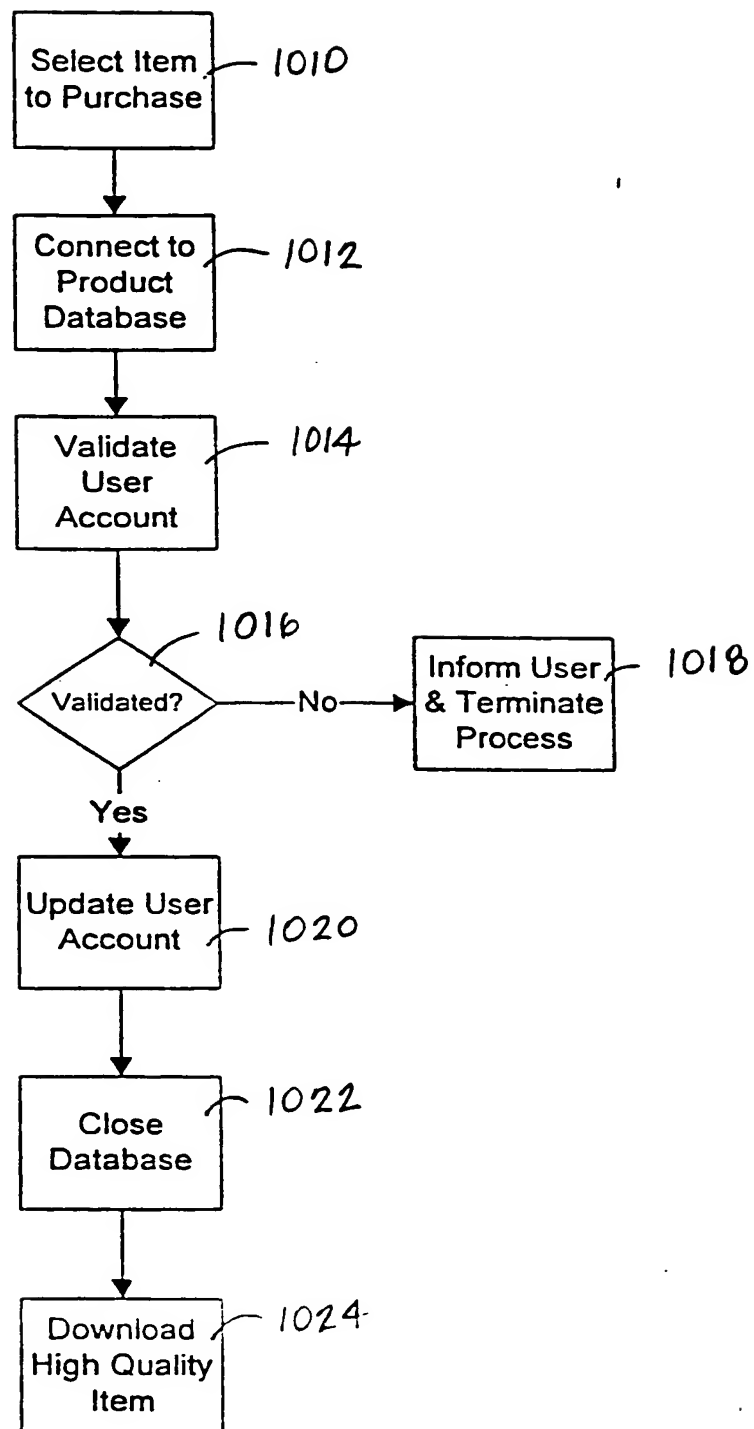 Select Item
to Purchase
1010
Connect to
Product
Database
1012
Validate
User
Account
1014
Validated?
1016
No
Inform User
& Terminate
Process
1018
Yes
Update User
Account
1020
Close
Database
1022
Download
High Quality
Item
1024